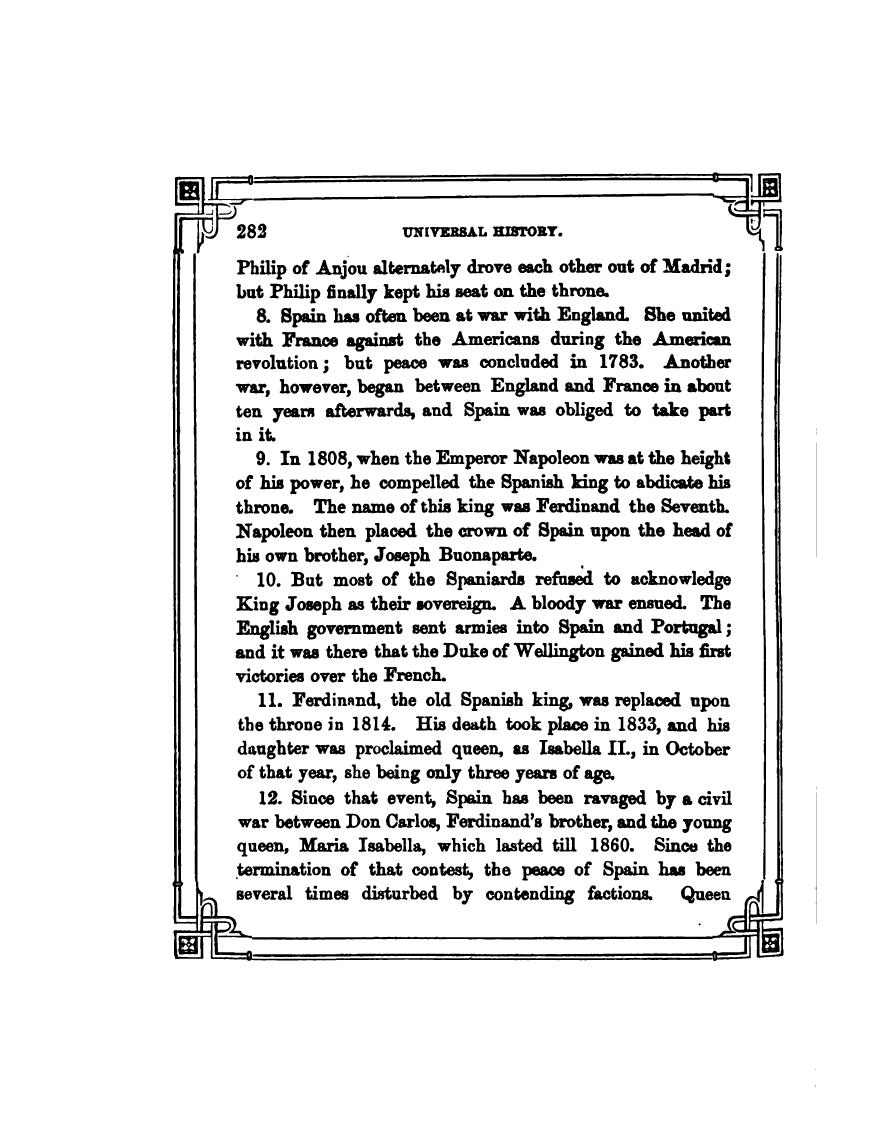 282 UNIVERSAL HISTORY.
Philip of Anjou alternately drove each other out of Madrid;
but Philip finally kept his seat on the throne.
8. Spain has often been at war with England. She united
with France against the Americans during the American
revolution; but peace was concluded in 1783. Another
war, however, began between England and France in about
ten years afterwards, and Spain was obliged to take part
in it.
9. In 1808, when the Emperor Napoleon was at the height
of his power, he compelled the Spanish king to abdicate his
throne. The name of this king was Ferdinand the Seventh.
Napoleon then placed the crown of Spain upon the head of
his own brother, Joseph Buonaparte.
10. But most of the Spaniards refused to acknowledge
King Joseph as their sovereign. A bloody war ensued. The
English government sent armies into Spain and Portugal;
and it was there that the Duke of Wellington gained his first
victories over the French.
11. Ferdinand, the old Spanish king, was replaced upon
the throne in 1814. His death took place in 1833, and his
daughter was proclaimed queen, as Isabella II., in October
of that year, she being only three years of age.
12. Since that event, Spain has been ravaged by a civil
war between Don Carlos, Ferdinand's brother, and the young
queen, Maria Isabella, which lasted till 1860. Since the
termination of that contest, the peace of Spain has been
several times disturbed by contending factions. Queen